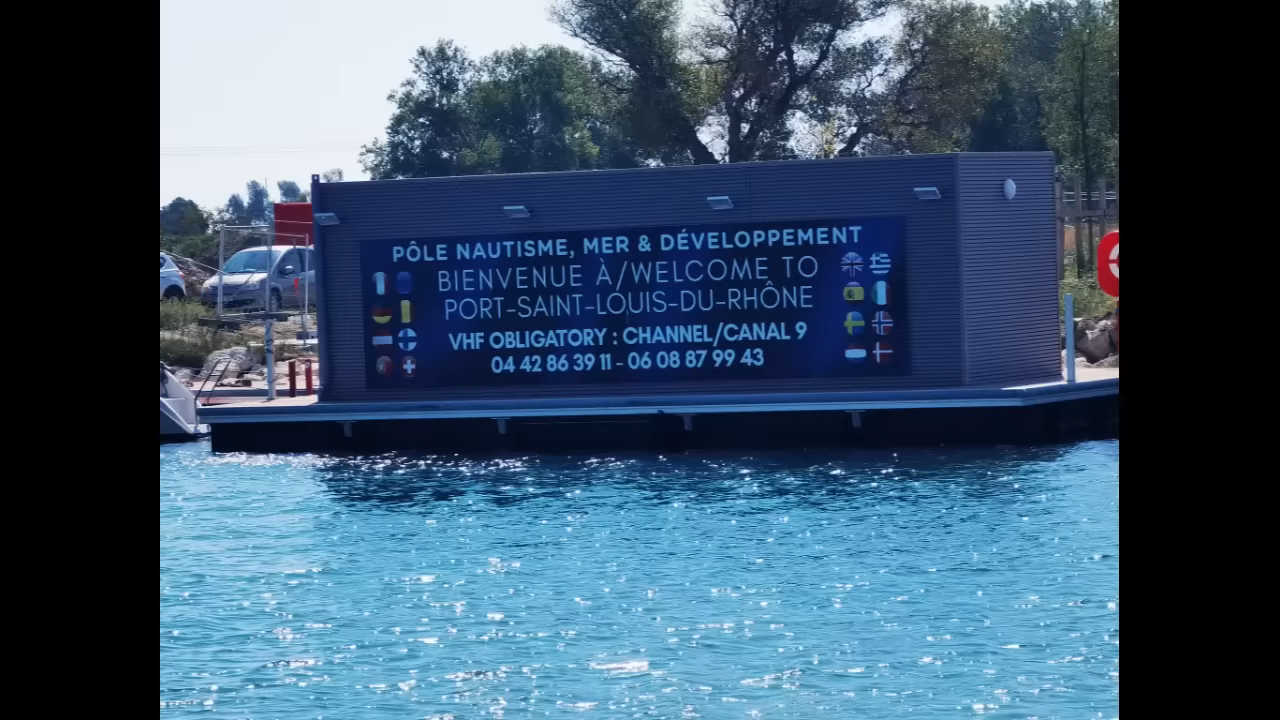 PÔLE NAUTISME, MER & DÉVELOPPEMENT
BIENVENUE À/WELCOME TO
PORT-SAINT-LOUIS-DU-RHÔNE
VHF OBLIGATORY : CHANNEL/CANAL 9
04 42 86 39 11 - 06 08 87 99 43